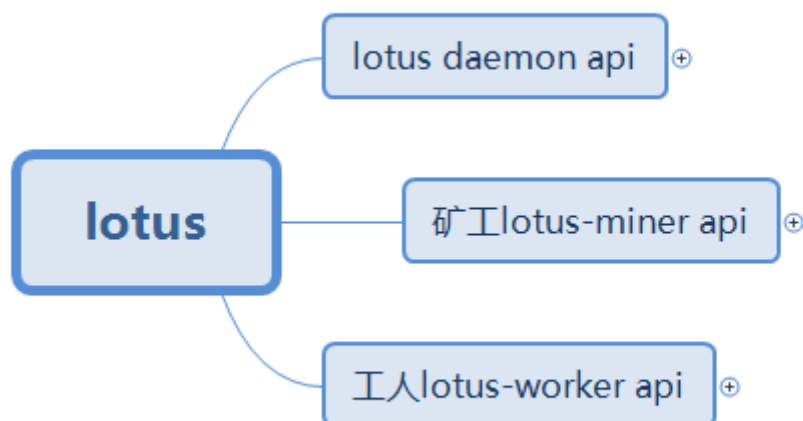 lotus daemon api
lotus
矿工lotus-miner api
工人lotus-worker api